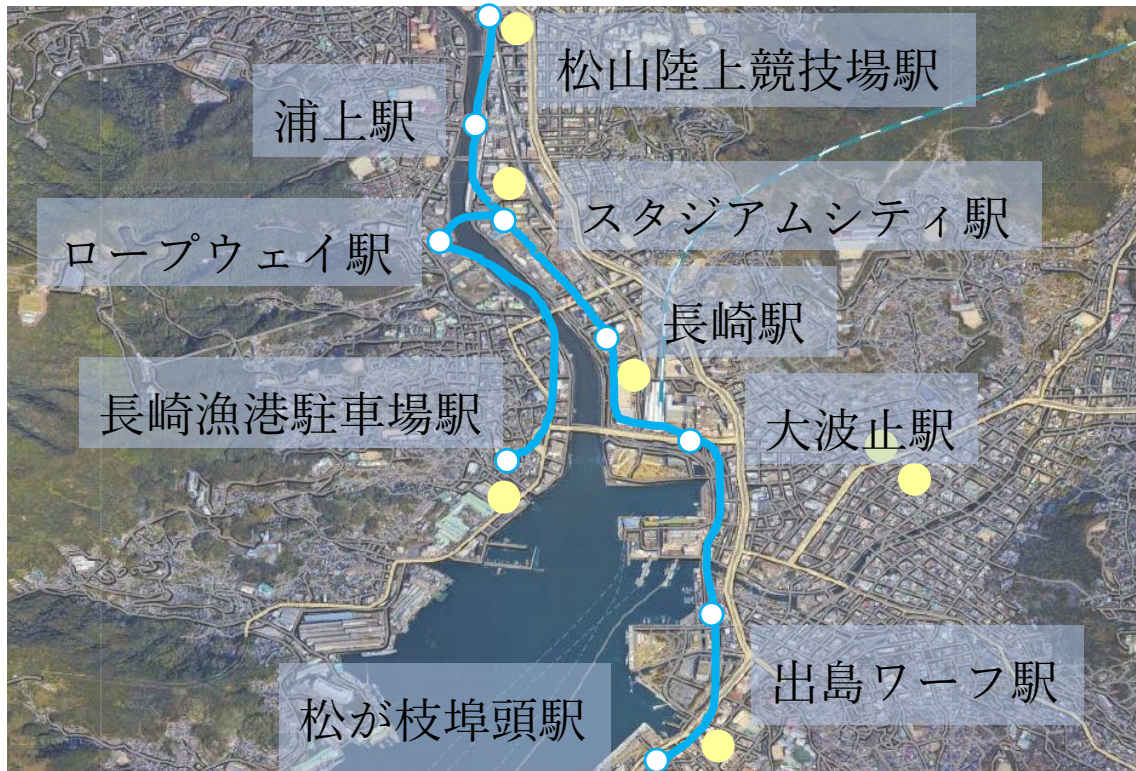 松山陸上競技場駅
浦上駅
スタジアムシティ駅
ロープウェイ駅
長崎駅
長崎漁港駐車場駅
大波止駅
出島ワーフ駅
松が枝埠頭駅